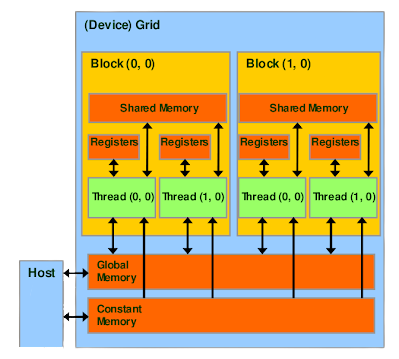 (Device) Grid
Block (0, 0)
Block (1, 0)
Shared Memory
Shared Memory
Registers
Registers
Registers
Registers
Thread (0, 0)
Thread (1, 0)
Thread (0, 0)
Thread (1, 0)
Host
Global
Memory
Constant
Memory